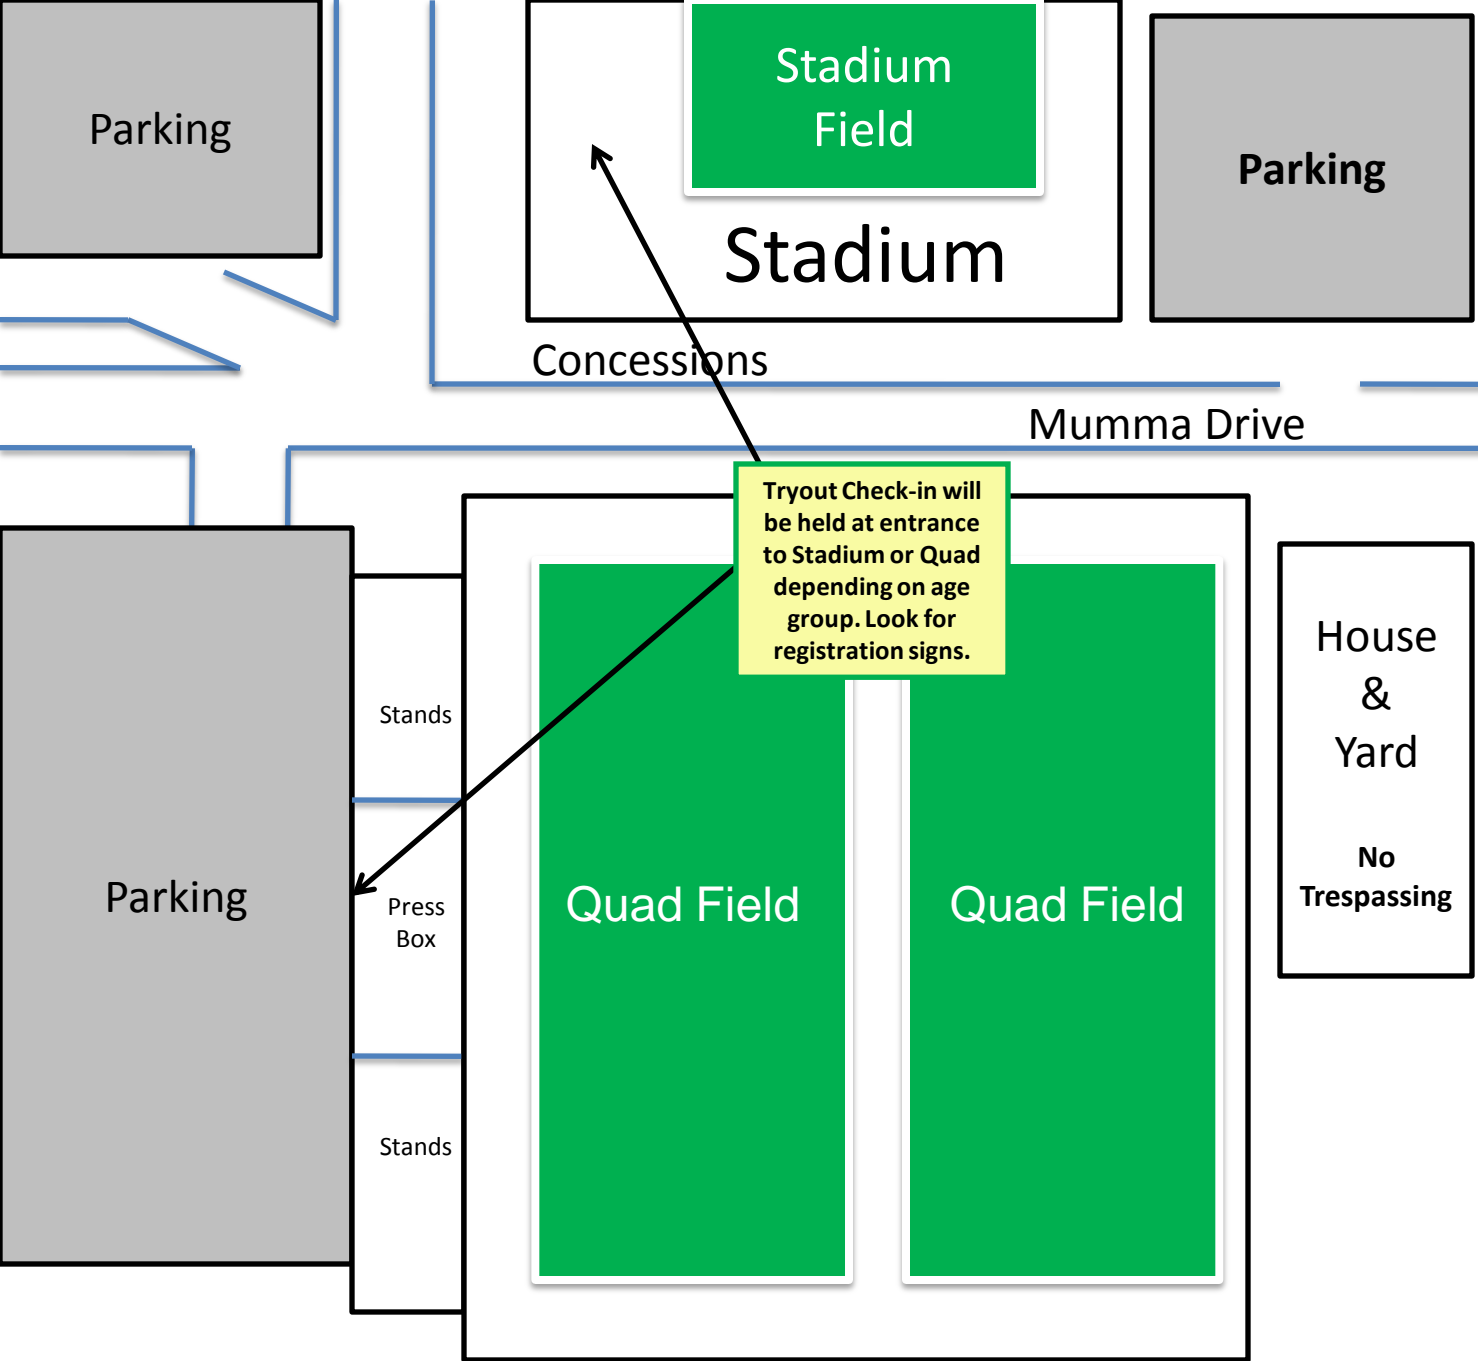 Parking
Stadium
Field
Parking
Stadium
Concessions
Mumma Drive
Tryout Check-in will
be held at entrance
to Stadium or Quad
depending on age
group. Look for
registration signs.
Stands
House
&
Yard
No
Trespassing
Parking
Press
Box
Quad Field
Quad Field
Stands